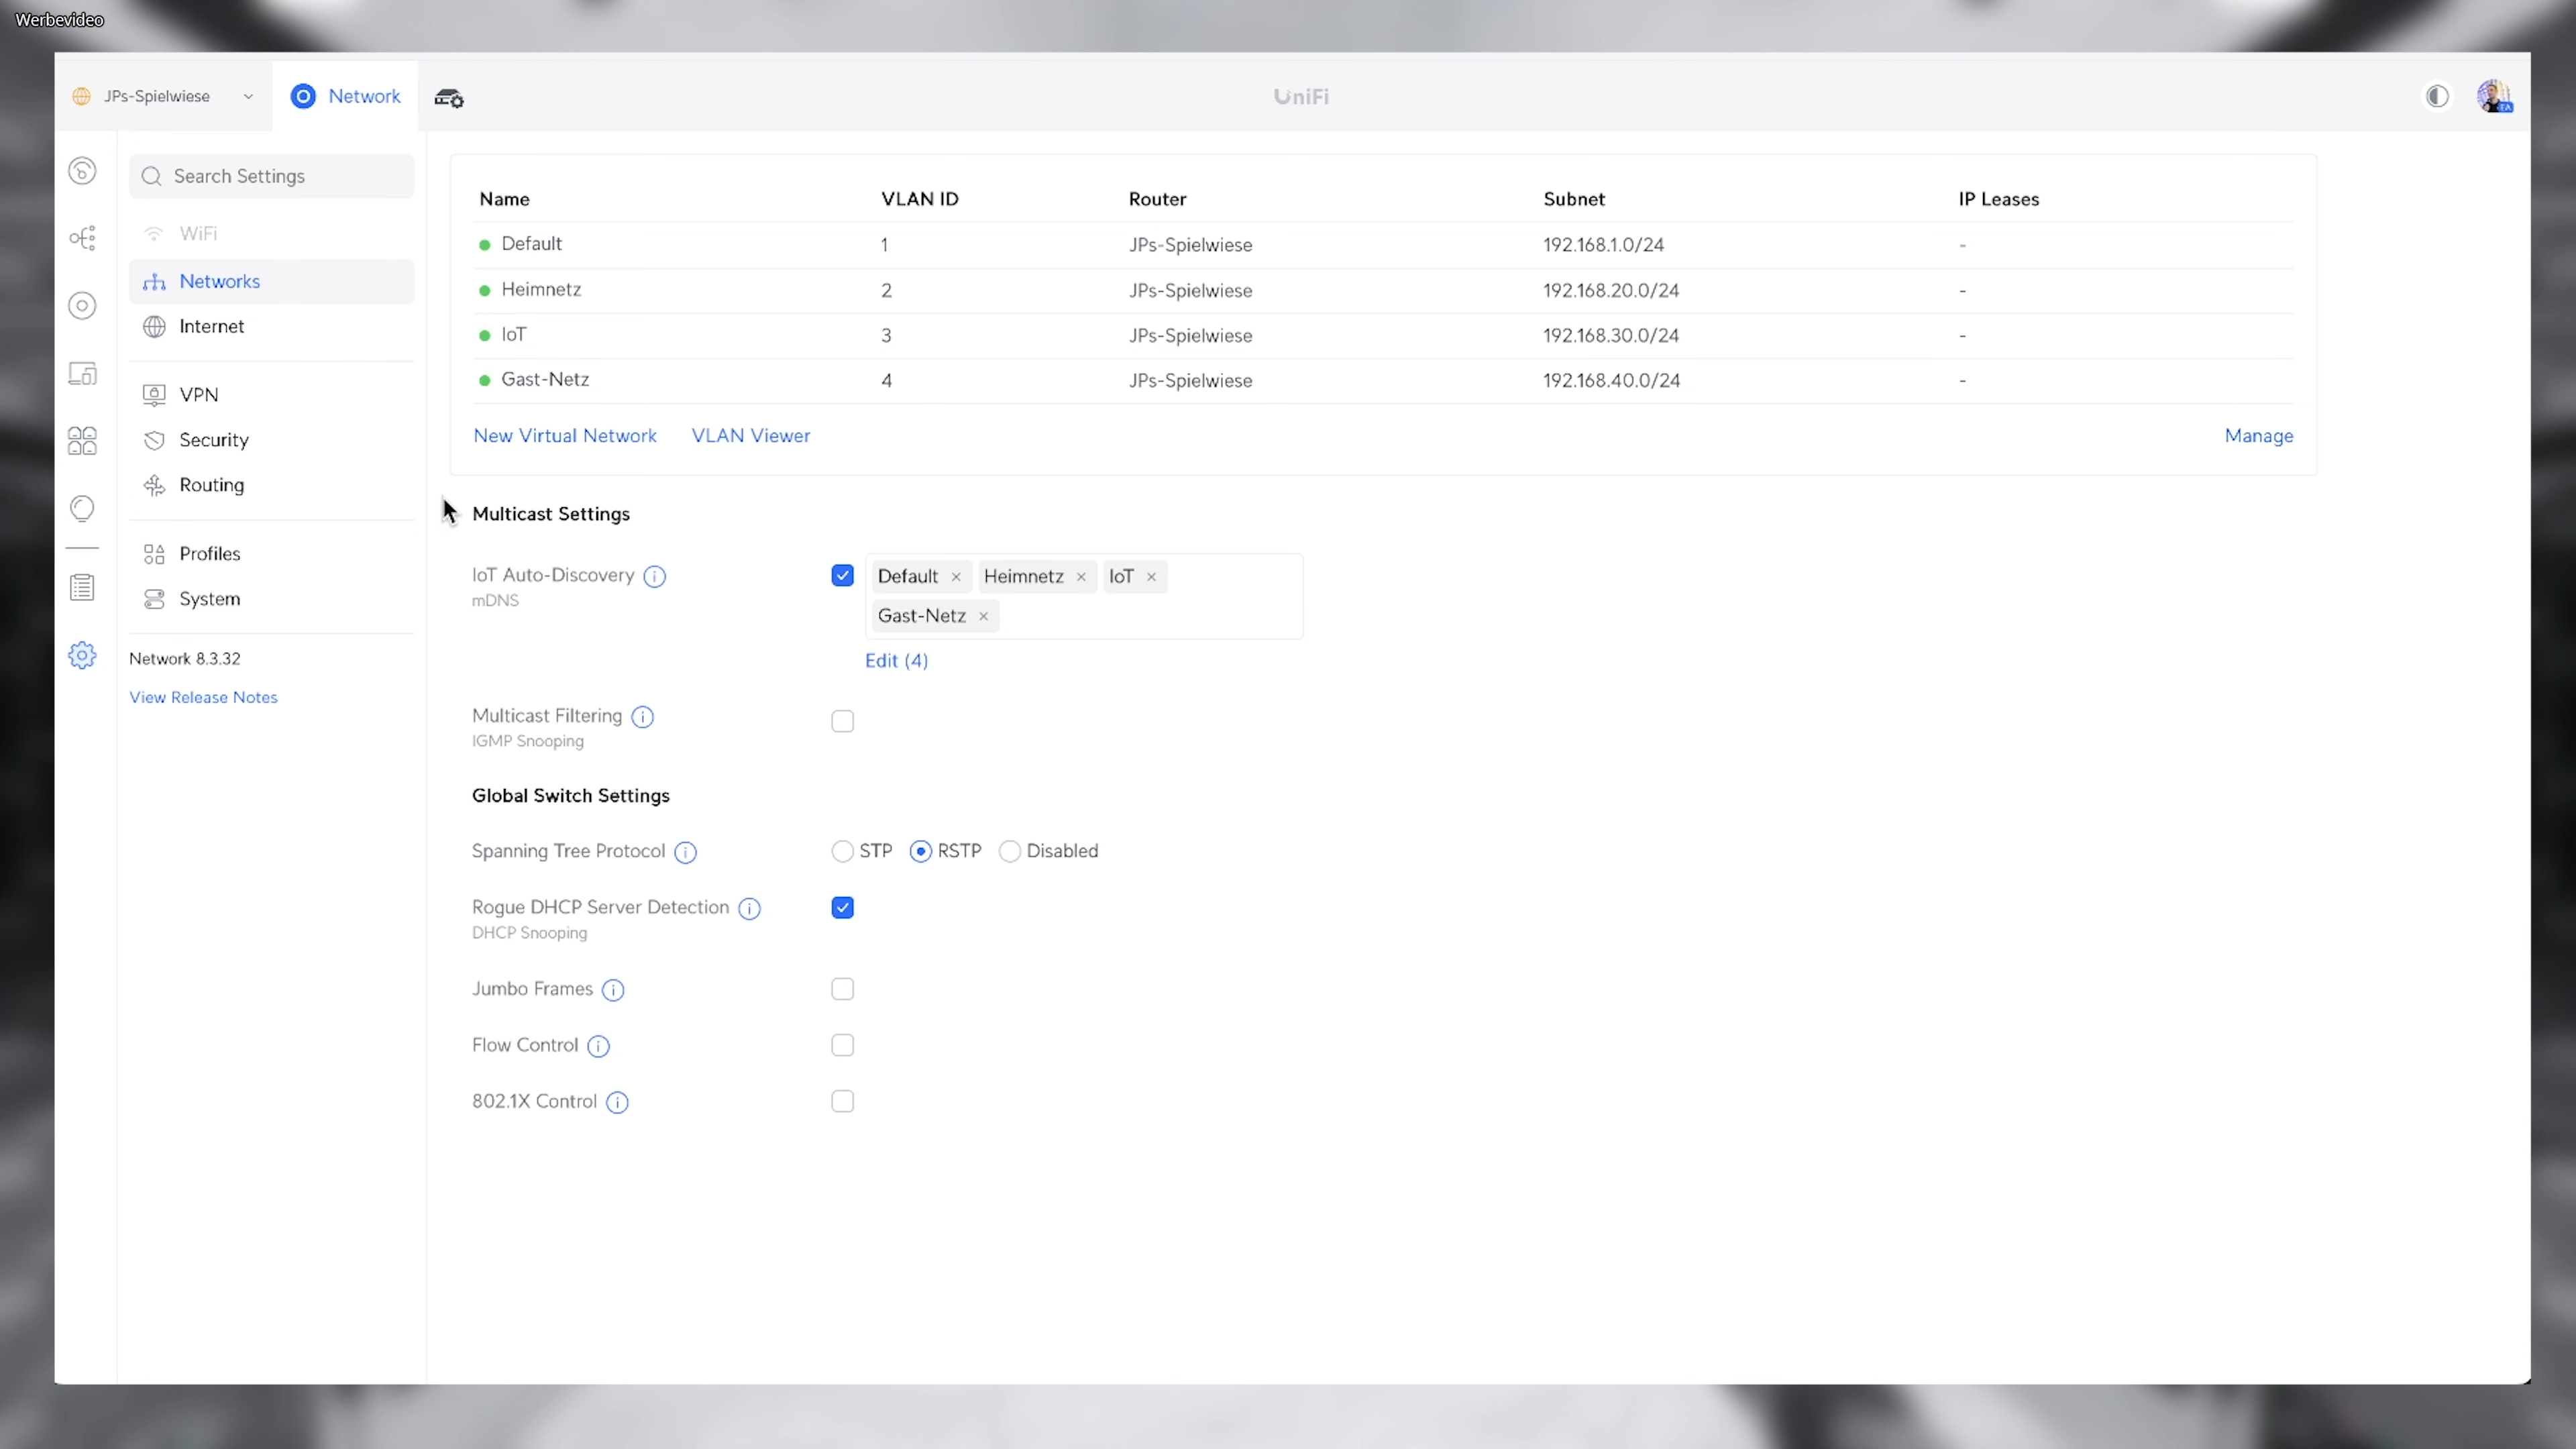 Werbevideo
JPs-Spielwiese
Network
UniFi
Search Settings
WiFi
Networks
Internet
VPN
Security
Routing
Profiles
System
Network 8.3.32
View Release Notes
Name VLAN ID Router Subnet IP Leases
Default 1 JPs-Spielwiese 192.168.1.0/24 -
Heimnetz 2 JPs-Spielwiese 192.168.20.0/24 -
IoT 3 JPs-Spielwiese 192.168.30.0/24 -
Gast-Netz 4 JPs-Spielwiese 192.168.40.0/24 -
New Virtual Network VLAN Viewer Manage
Multicast Settings
IoT Auto-Discovery
mDNS
Default × Heimnetz × IoT ×
Gast-Netz ×
Edit (4)
Multicast Filtering
IGMP Snooping
Global Switch Settings
Spanning Tree Protocol STP RSTP Disabled
Rogue DHCP Server Detection
DHCP Snooping
Jumbo Frames
Flow Control
802.1X Control